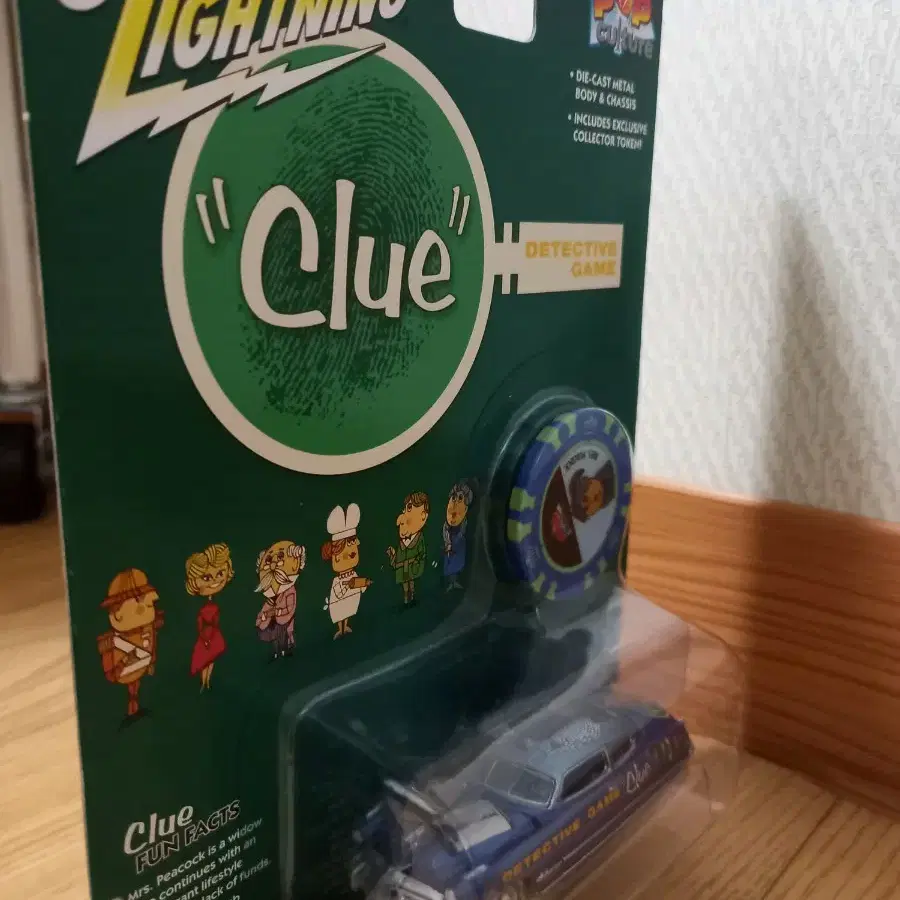 LIGHTNING
POP
CULTURE
• DIE-CAST METAL
BODY & CHASSIS
• INCLUDES EXCLUSIVE
COLLECTOR TOKEN!
"Clue"
DETECTIVE
GAME
DETECTIVE GAME Clue
Clue
FUN FACTS
Mrs. Peacock is a widow
continues with an
lifestyle
lack of funds.